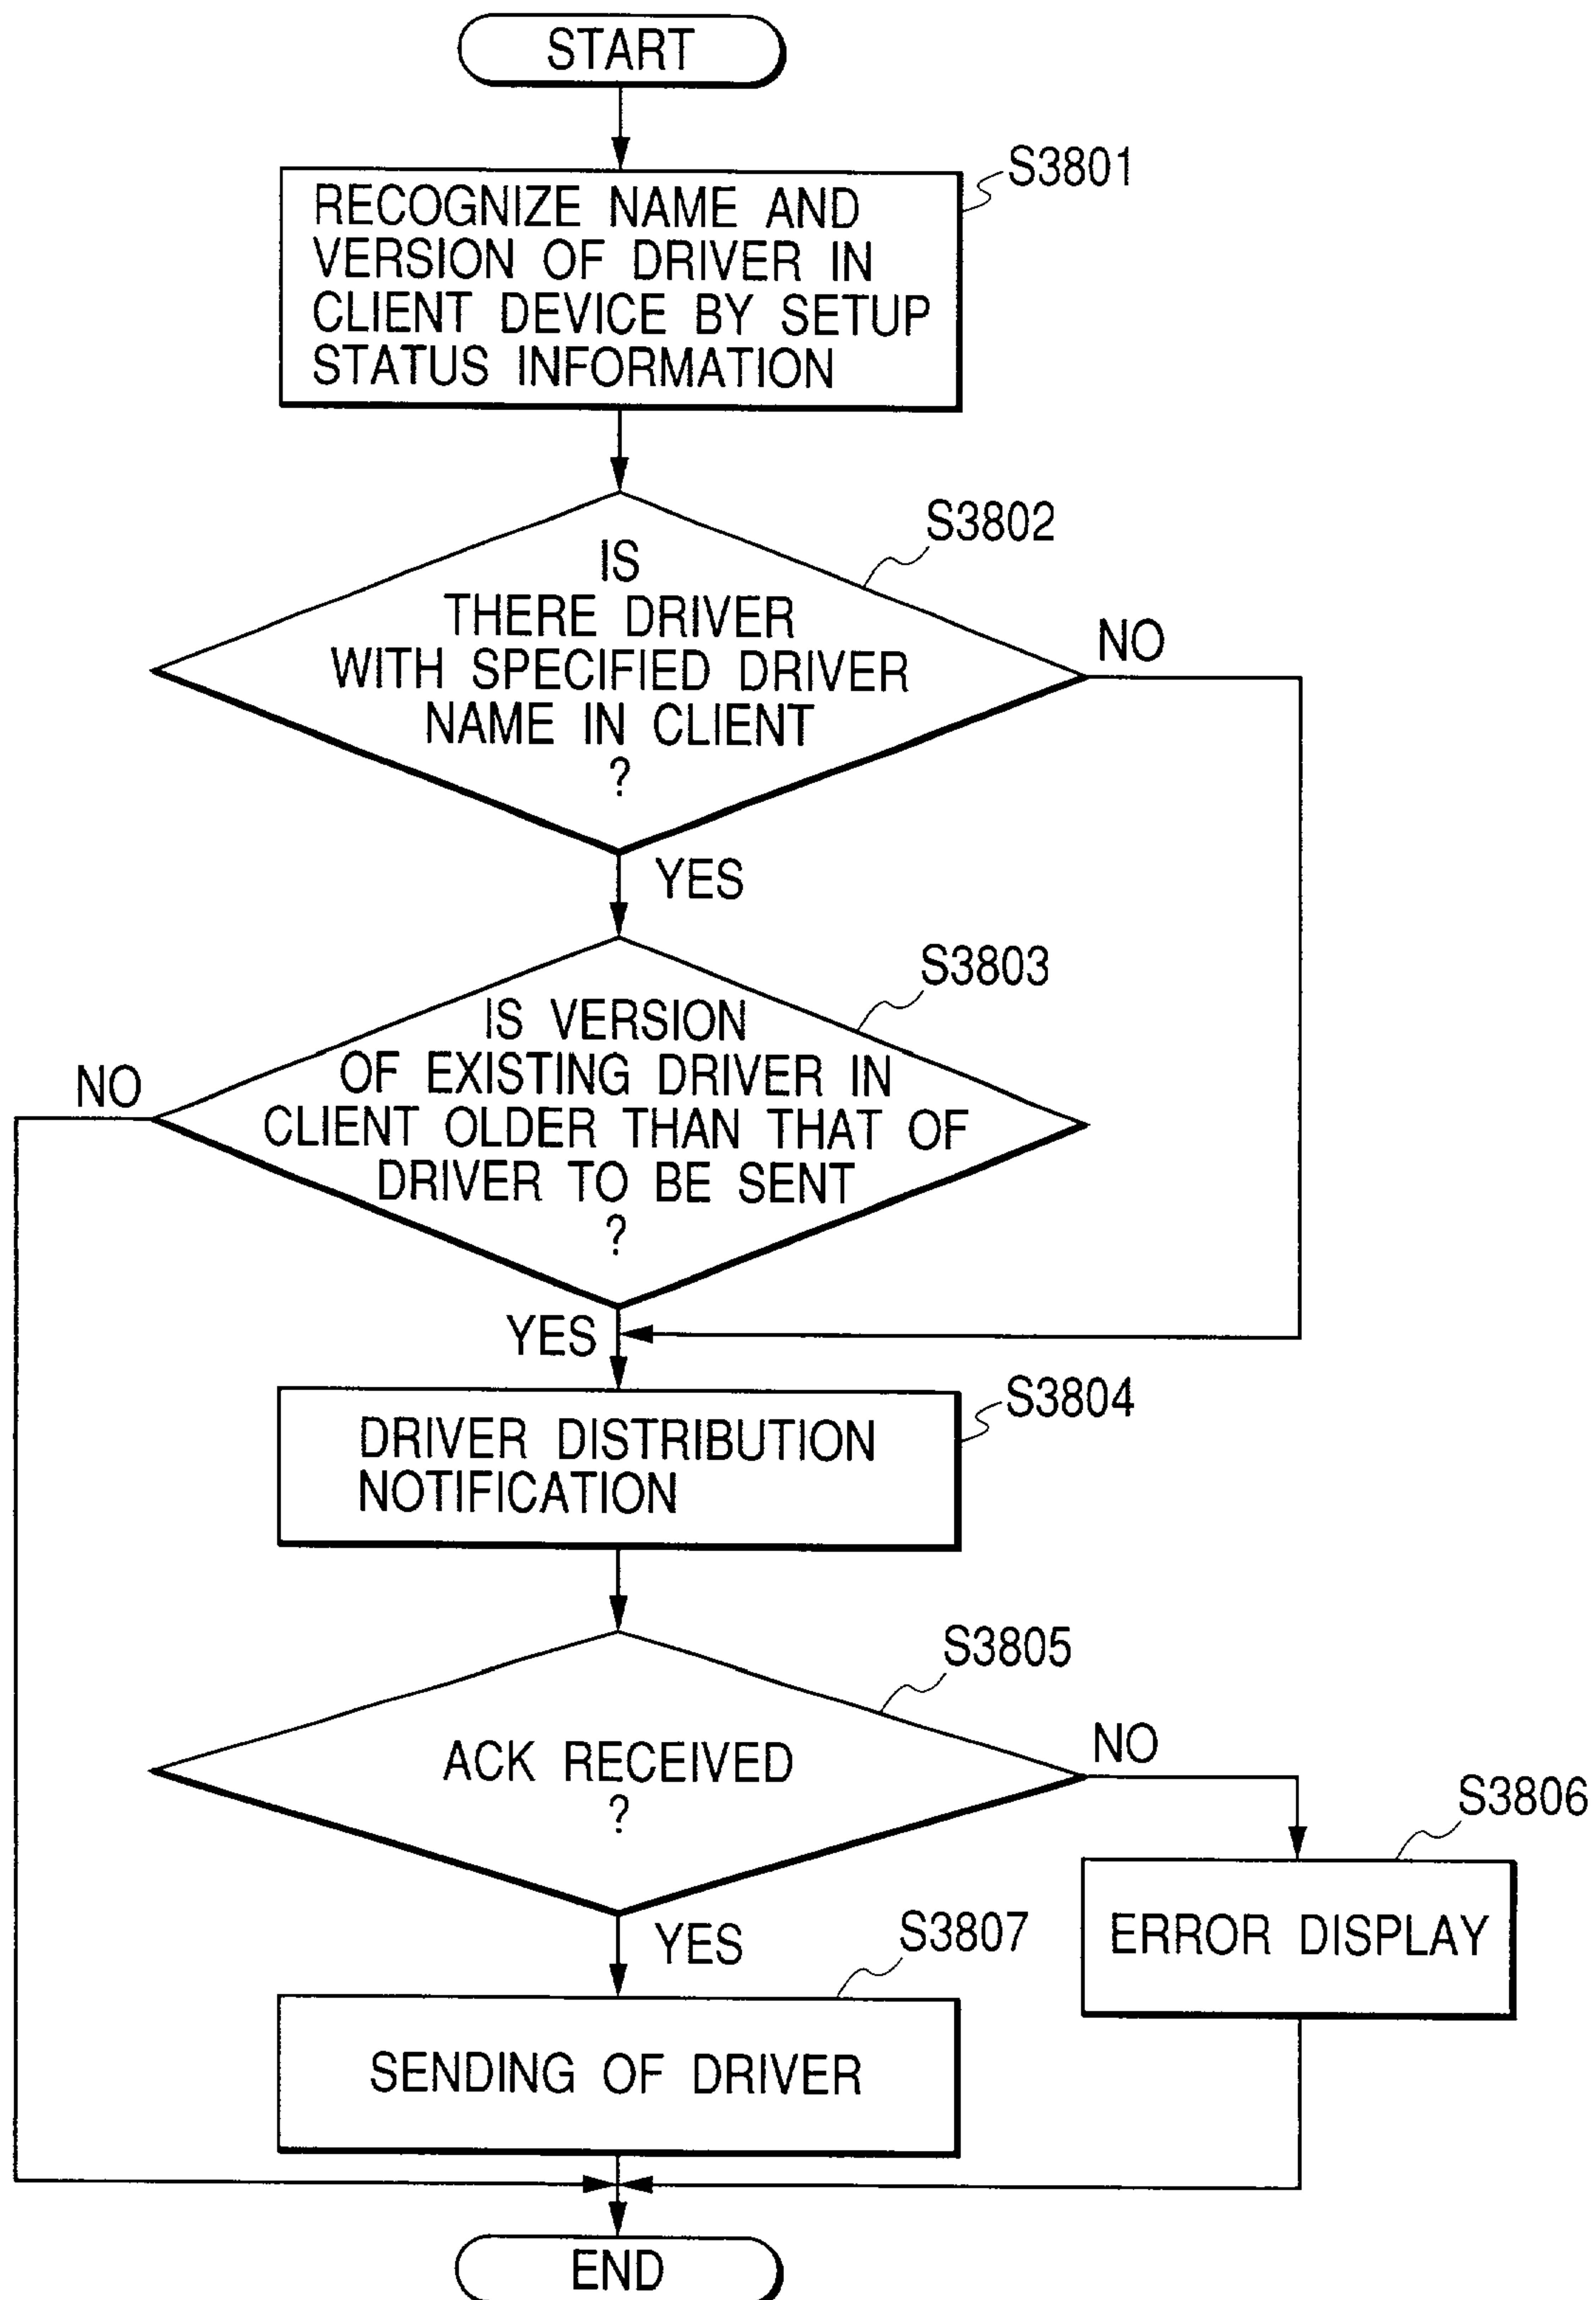 START
S3801
RECOGNIZE NAME AND
VERSION OF DRIVER IN
CLIENT DEVICE BY SETUP
STATUS INFORMATION
S3802
IS
THERE DRIVER
WITH SPECIFIED DRIVER
NAME IN CLIENT
?
NO
YES
S3803
IS VERSION
OF EXISTING DRIVER IN
CLIENT OLDER THAN THAT OF
DRIVER TO BE SENT
?
NO
YES
S3804
DRIVER DISTRIBUTION
NOTIFICATION
S3805
ACK RECEIVED
?
NO
S3806
ERROR DISPLAY
YES
S3807
SENDING OF DRIVER
END